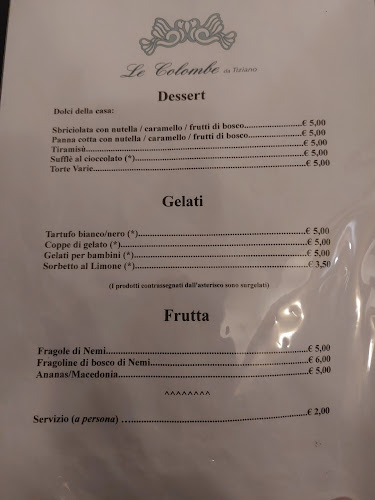 Le Colombe da Tiziano
Dessert
Dolci della casa:
Sbriciolata con nutella / caramello / frutti di bosco....................€ 5,00
Panna cotta con nutella / caramello / frutti di bosco....................€ 5,00
Tiramisù....................€ 5,00
Sufflè al cioccolato (*)....................€ 5,00
Torte Varie....................€ 5,00
Gelati
Tartufo bianco/nero (*)....................€ 5,00
Coppe di gelato (*)....................€ 5,00
Gelati per bambini (*)....................€ 5,00
Sorbetto al Limone (*)....................€ 3,50
(I prodotti contrassegnati dall'asterisco sono surgelati)
Frutta
Fragole di Nemi....................€ 5,00
Fragoline di bosco di Nemi....................€ 6,00
Ananas/Macedonia....................€ 5,00
^^^^^^^^
Servizio (a persona) ....................€ 2,00